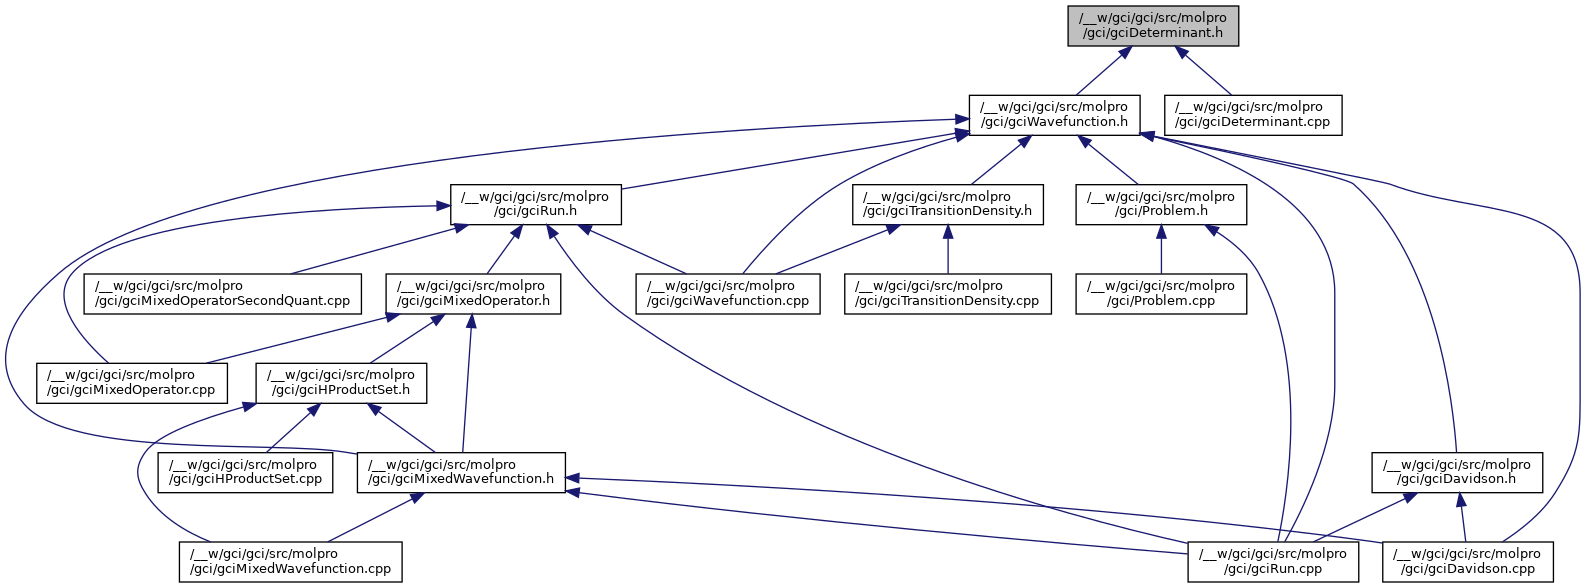 /__w/gci/gci/src/molpro
/gci/gciDeterminant.h
/__w/gci/gci/src/molpro
/gci/gciWavefunction.h
/__w/gci/gci/src/molpro
/gci/gciDeterminant.cpp
/__w/gci/gci/src/molpro
/gci/gciRun.h
/__w/gci/gci/src/molpro
/gci/gciTransitionDensity.h
/__w/gci/gci/src/molpro
/gci/Problem.h
/__w/gci/gci/src/molpro
/gci/gciMixedOperatorSecondQuant.cpp
/__w/gci/gci/src/molpro
/gci/gciMixedOperator.h
/__w/gci/gci/src/molpro
/gci/gciWavefunction.cpp
/__w/gci/gci/src/molpro
/gci/gciTransitionDensity.cpp
/__w/gci/gci/src/molpro
/gci/Problem.cpp
/__w/gci/gci/src/molpro
/gci/gciMixedOperator.cpp
/__w/gci/gci/src/molpro
/gci/gciHProductSet.h
/__w/gci/gci/src/molpro
/gci/gciHProductSet.cpp
/__w/gci/gci/src/molpro
/gci/gciMixedWavefunction.h
/__w/gci/gci/src/molpro
/gci/gciDavidson.h
/__w/gci/gci/src/molpro
/gci/gciMixedWavefunction.cpp
/__w/gci/gci/src/molpro
/gci/gciRun.cpp
/__w/gci/gci/src/molpro
/gci/gciDavidson.cpp